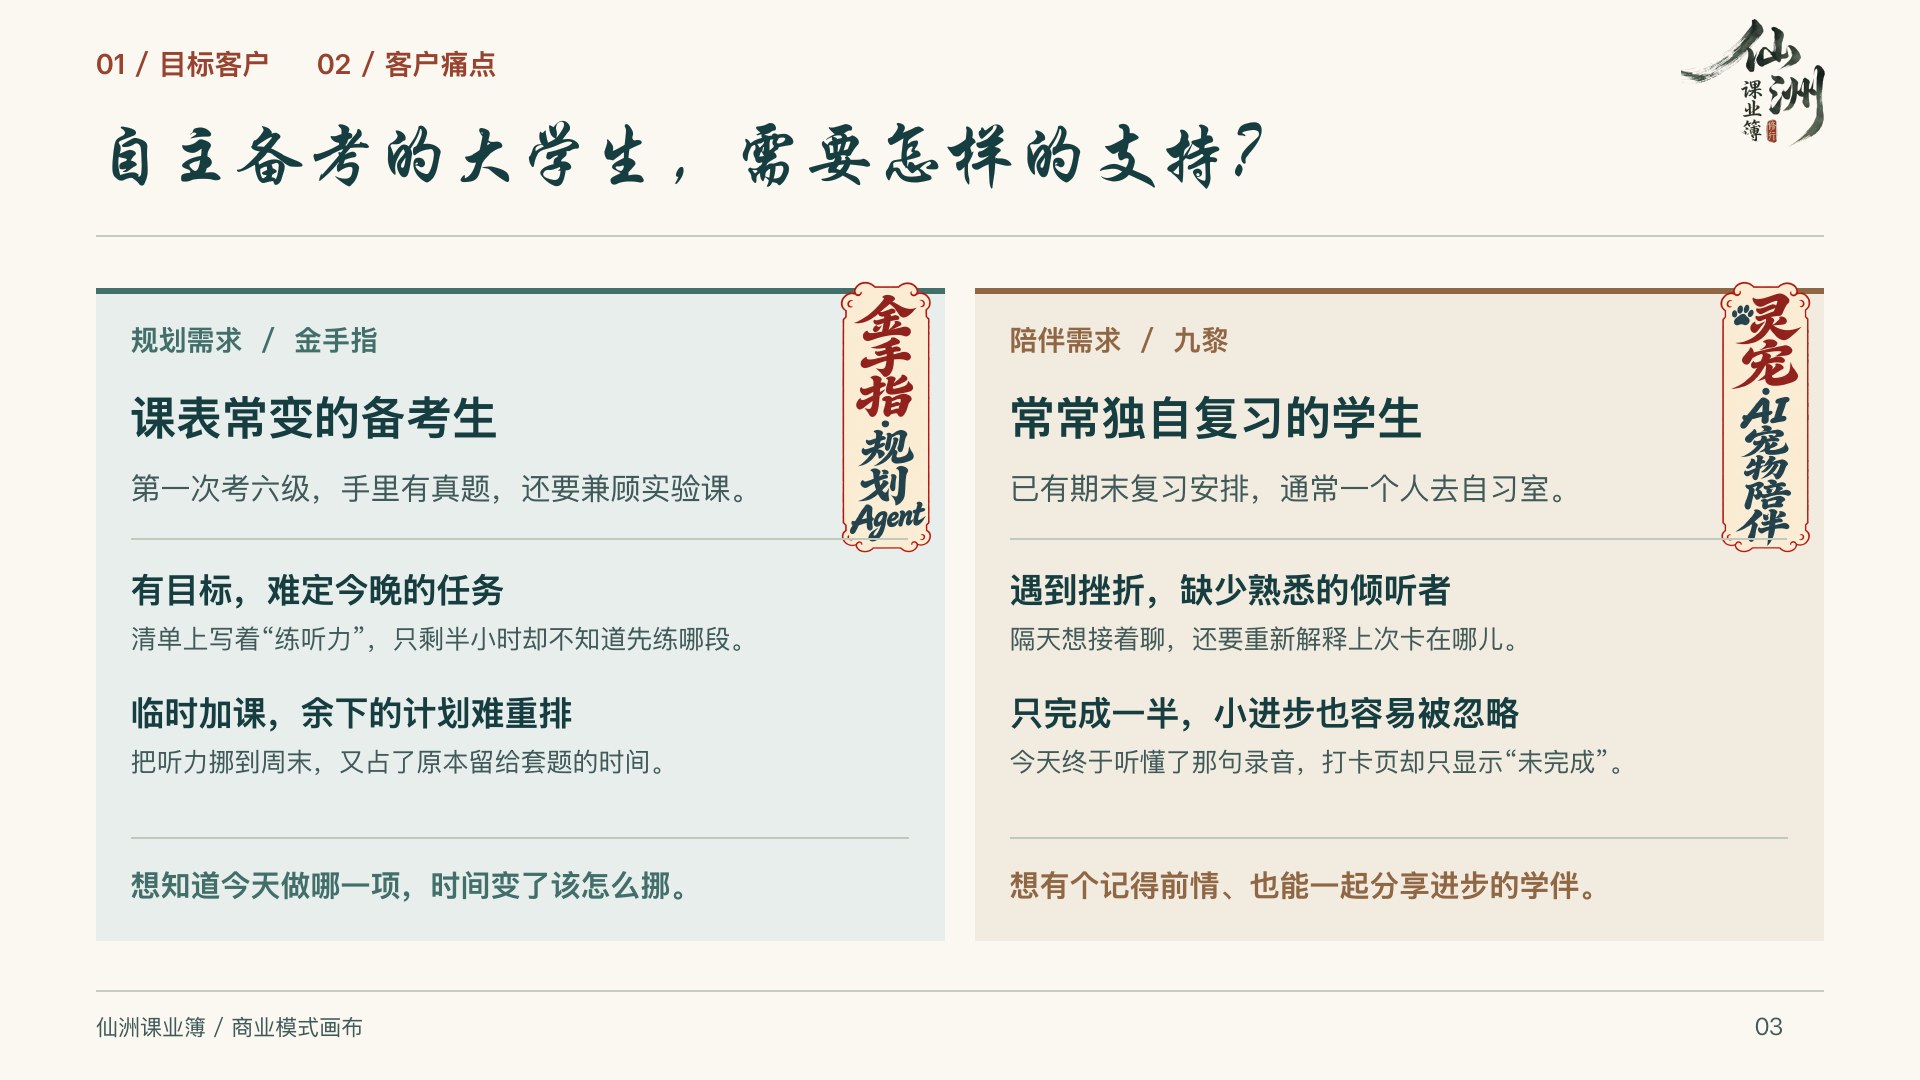 01 / 目标客户 02 / 客户痛点
仙洲
课业簿
自主备考的大学生，需要怎样的支持？
规划需求 / 金手指
课表常变的备考生
第一次考六级，手里有真题，还要兼顾实验课。
金手指·规划Agent
有目标，难定今晚的任务
清单上写着“练听力”，只剩半小时却不知道先练哪段。
临时加课，余下的计划难重排
把听力挪到周末，又占了原本留给套题的时间。
想知道今天做哪一项，时间变了该怎么挪。
陪伴需求 / 九黎
常常独自复习的学生
已有期末复习安排，通常一个人去自习室。
灵宠·AI宠物陪伴
遇到挫折，缺少熟悉的倾听者
隔天想接着聊，还要重新解释上次卡在哪儿。
只完成一半，小进步也容易被忽略
今天终于听懂了那句录音，打卡页却只显示“未完成”。
想有个记得前情、也能一起分享进步的学伴。
仙洲课业簿 / 商业模式画布
03